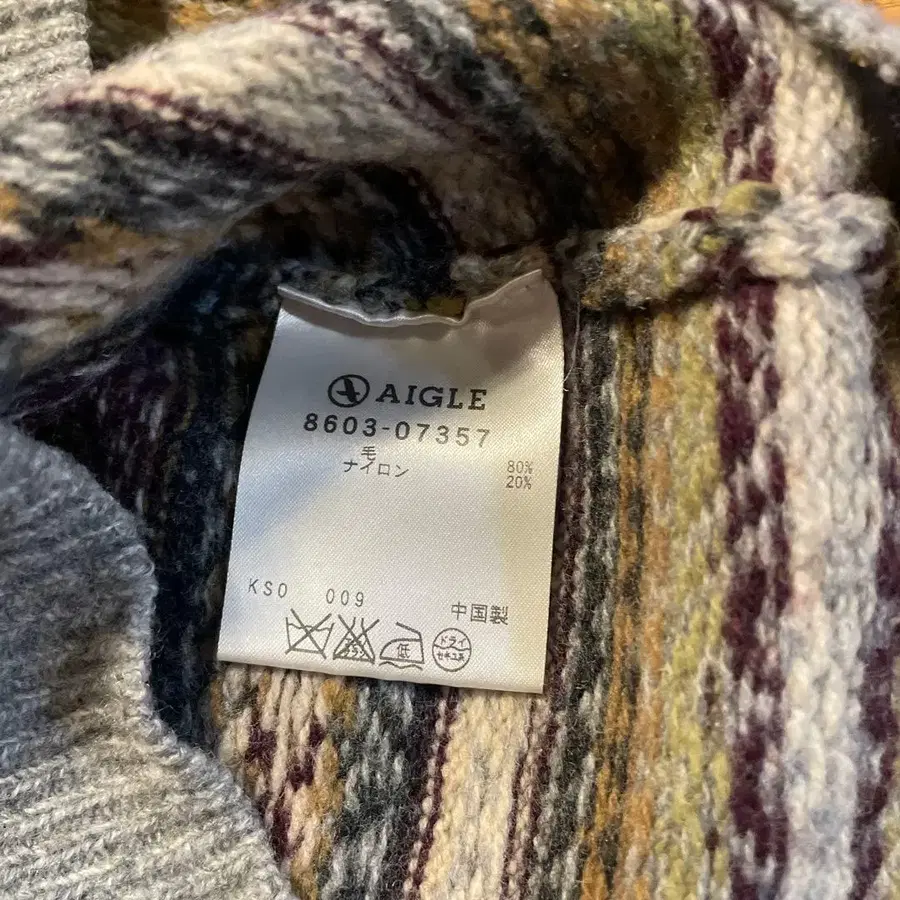 AIGLE
8603-07357
毛 80%
ナイロン 20%
KSO 009
中国製
低
ドライ
セキユ系